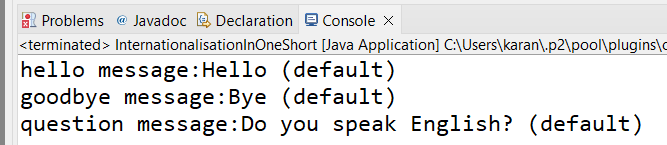 Problems @ Javadoc Declaration Console
<terminated> InternationalisationInOneShort [Java Application] C:\Users\karan\.p2\pool\plugins\
hello message:Hello (default)
goodbye message:Bye (default)
question message:Do you speak English? (default)